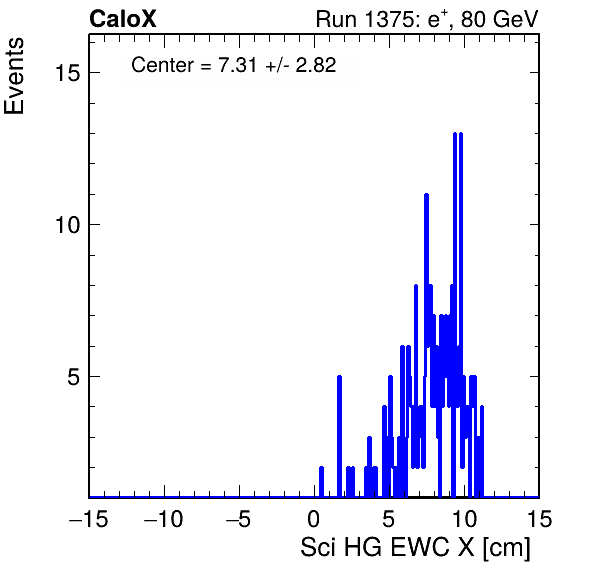 CaloX
Run 1375: e⁺, 80 GeV
Events
Center = 7.31 +/- 2.82
15
10
5
−15 −10 −5 0 5 10 15
Sci HG EWC X [cm]